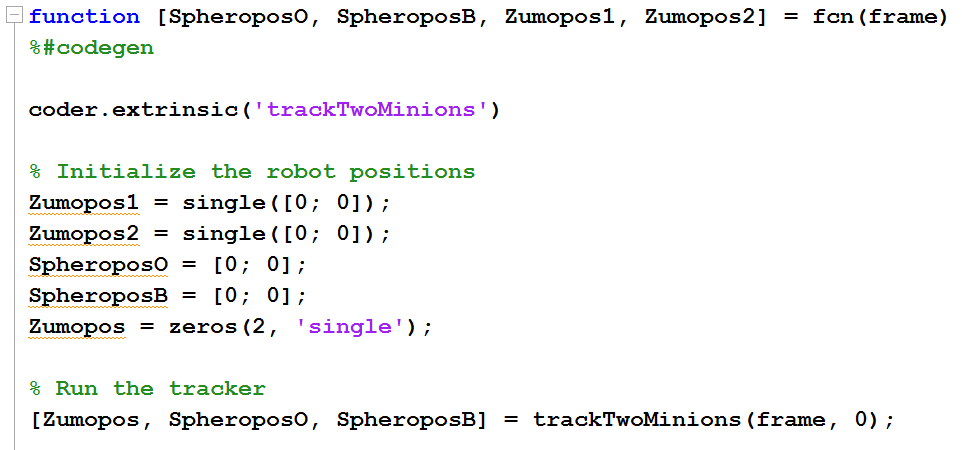 function [SpheroposO, SpheroposB, Zumopos1, Zumopos2] = fcn(frame)
%#codegen
coder.extrinsic('trackTwoMinions')
% Initialize the robot positions
Zumopos1 = single([0; 0]);
Zumopos2 = single([0; 0]);
SpheroposO = [0; 0];
SpheroposB = [0; 0];
Zumopos = zeros(2, 'single');
% Run the tracker
[Zumopos, SpheroposO, SpheroposB] = trackTwoMinions(frame, 0);